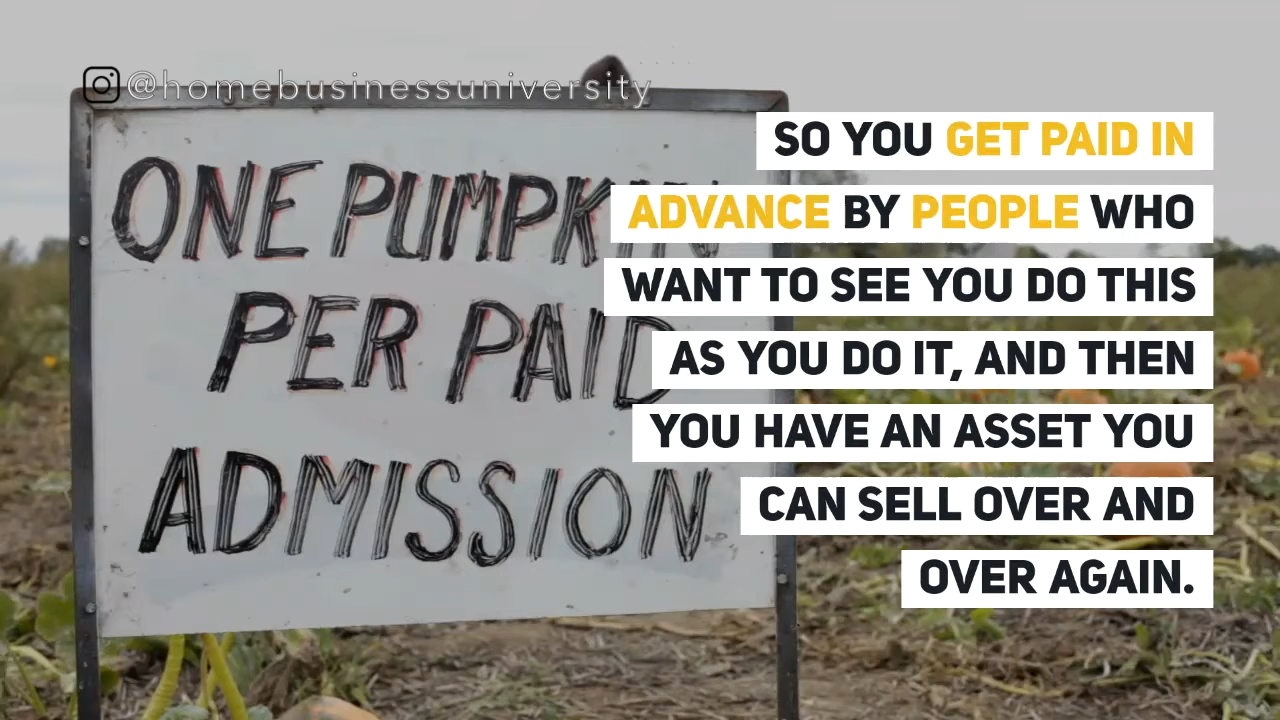 @homebusinessuniversity
ONE PUMPKIN
PER PAID
ADMISSION
SO YOU GET PAID IN
ADVANCE BY PEOPLE WHO
WANT TO SEE YOU DO THIS
AS YOU DO IT, AND THEN
YOU HAVE AN ASSET YOU
CAN SELL OVER AND
OVER AGAIN.